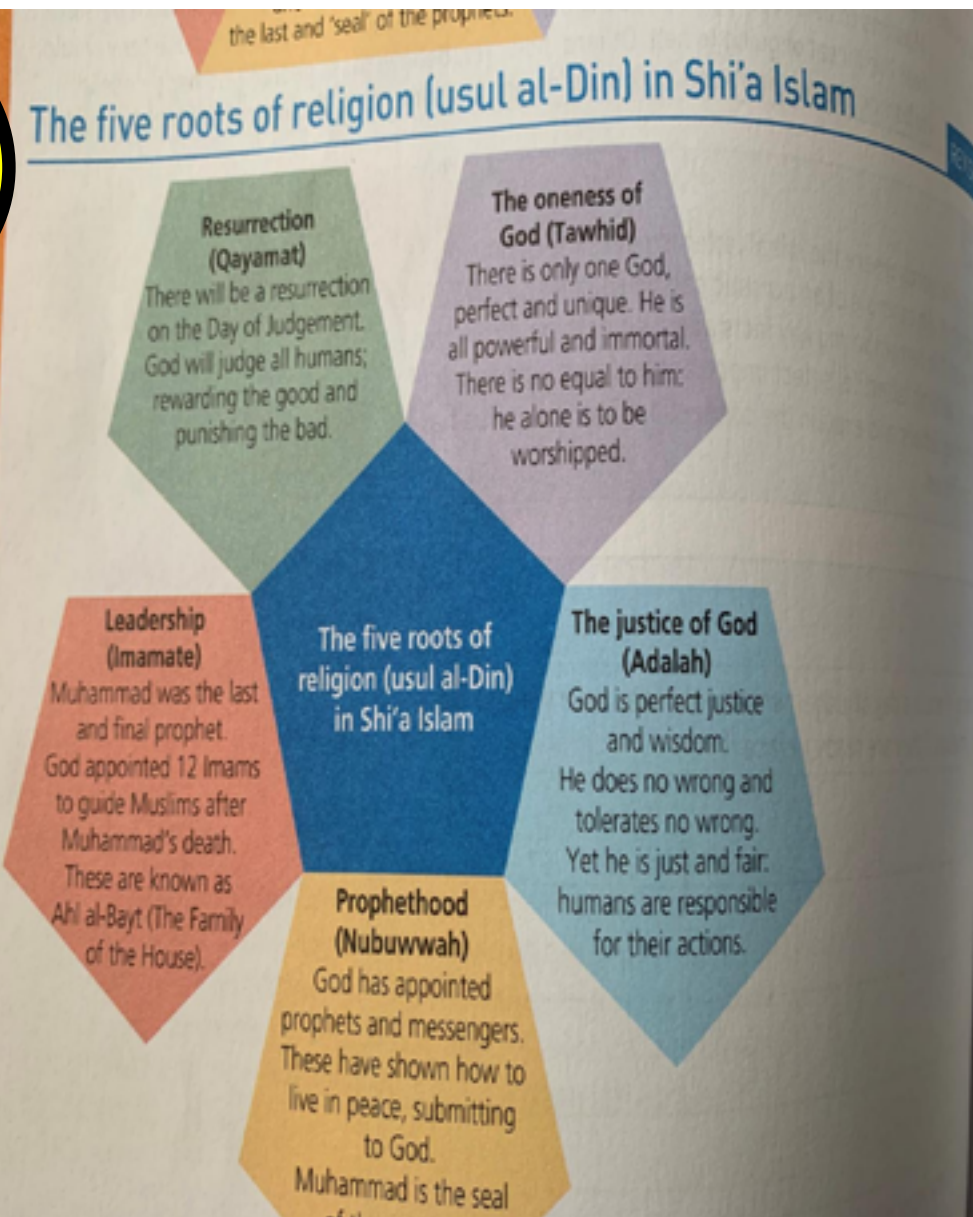 the last and 'seal' of the prophets.
The five roots of religion (usul al-Din) in Shi'a Islam
Resurrection
(Qayamat)
There will be a resurrection
on the Day of Judgement.
God will judge all humans;
rewarding the good and
punishing the bad.
The oneness of
God (Tawhid)
There is only one God,
perfect and unique. He is
all powerful and immortal.
There is no equal to him:
he alone is to be
worshipped.
Leadership
(Imamate)
Muhammad was the last
and final prophet.
God appointed 12 Imams
to guide Muslims after
Muhammad's death.
These are known as
Ahl al-Bayt (The Family
of the House).
The five roots of
religion (usul al-Din)
in Shi'a Islam
The justice of God
(Adalah)
God is perfect justice
and wisdom.
He does no wrong and
tolerates no wrong.
Yet he is just and fair:
humans are responsible
for their actions.
Prophethood
(Nubuwwah)
God has appointed
prophets and messengers.
These have shown how to
live in peace, submitting
to God.
Muhammad is the seal